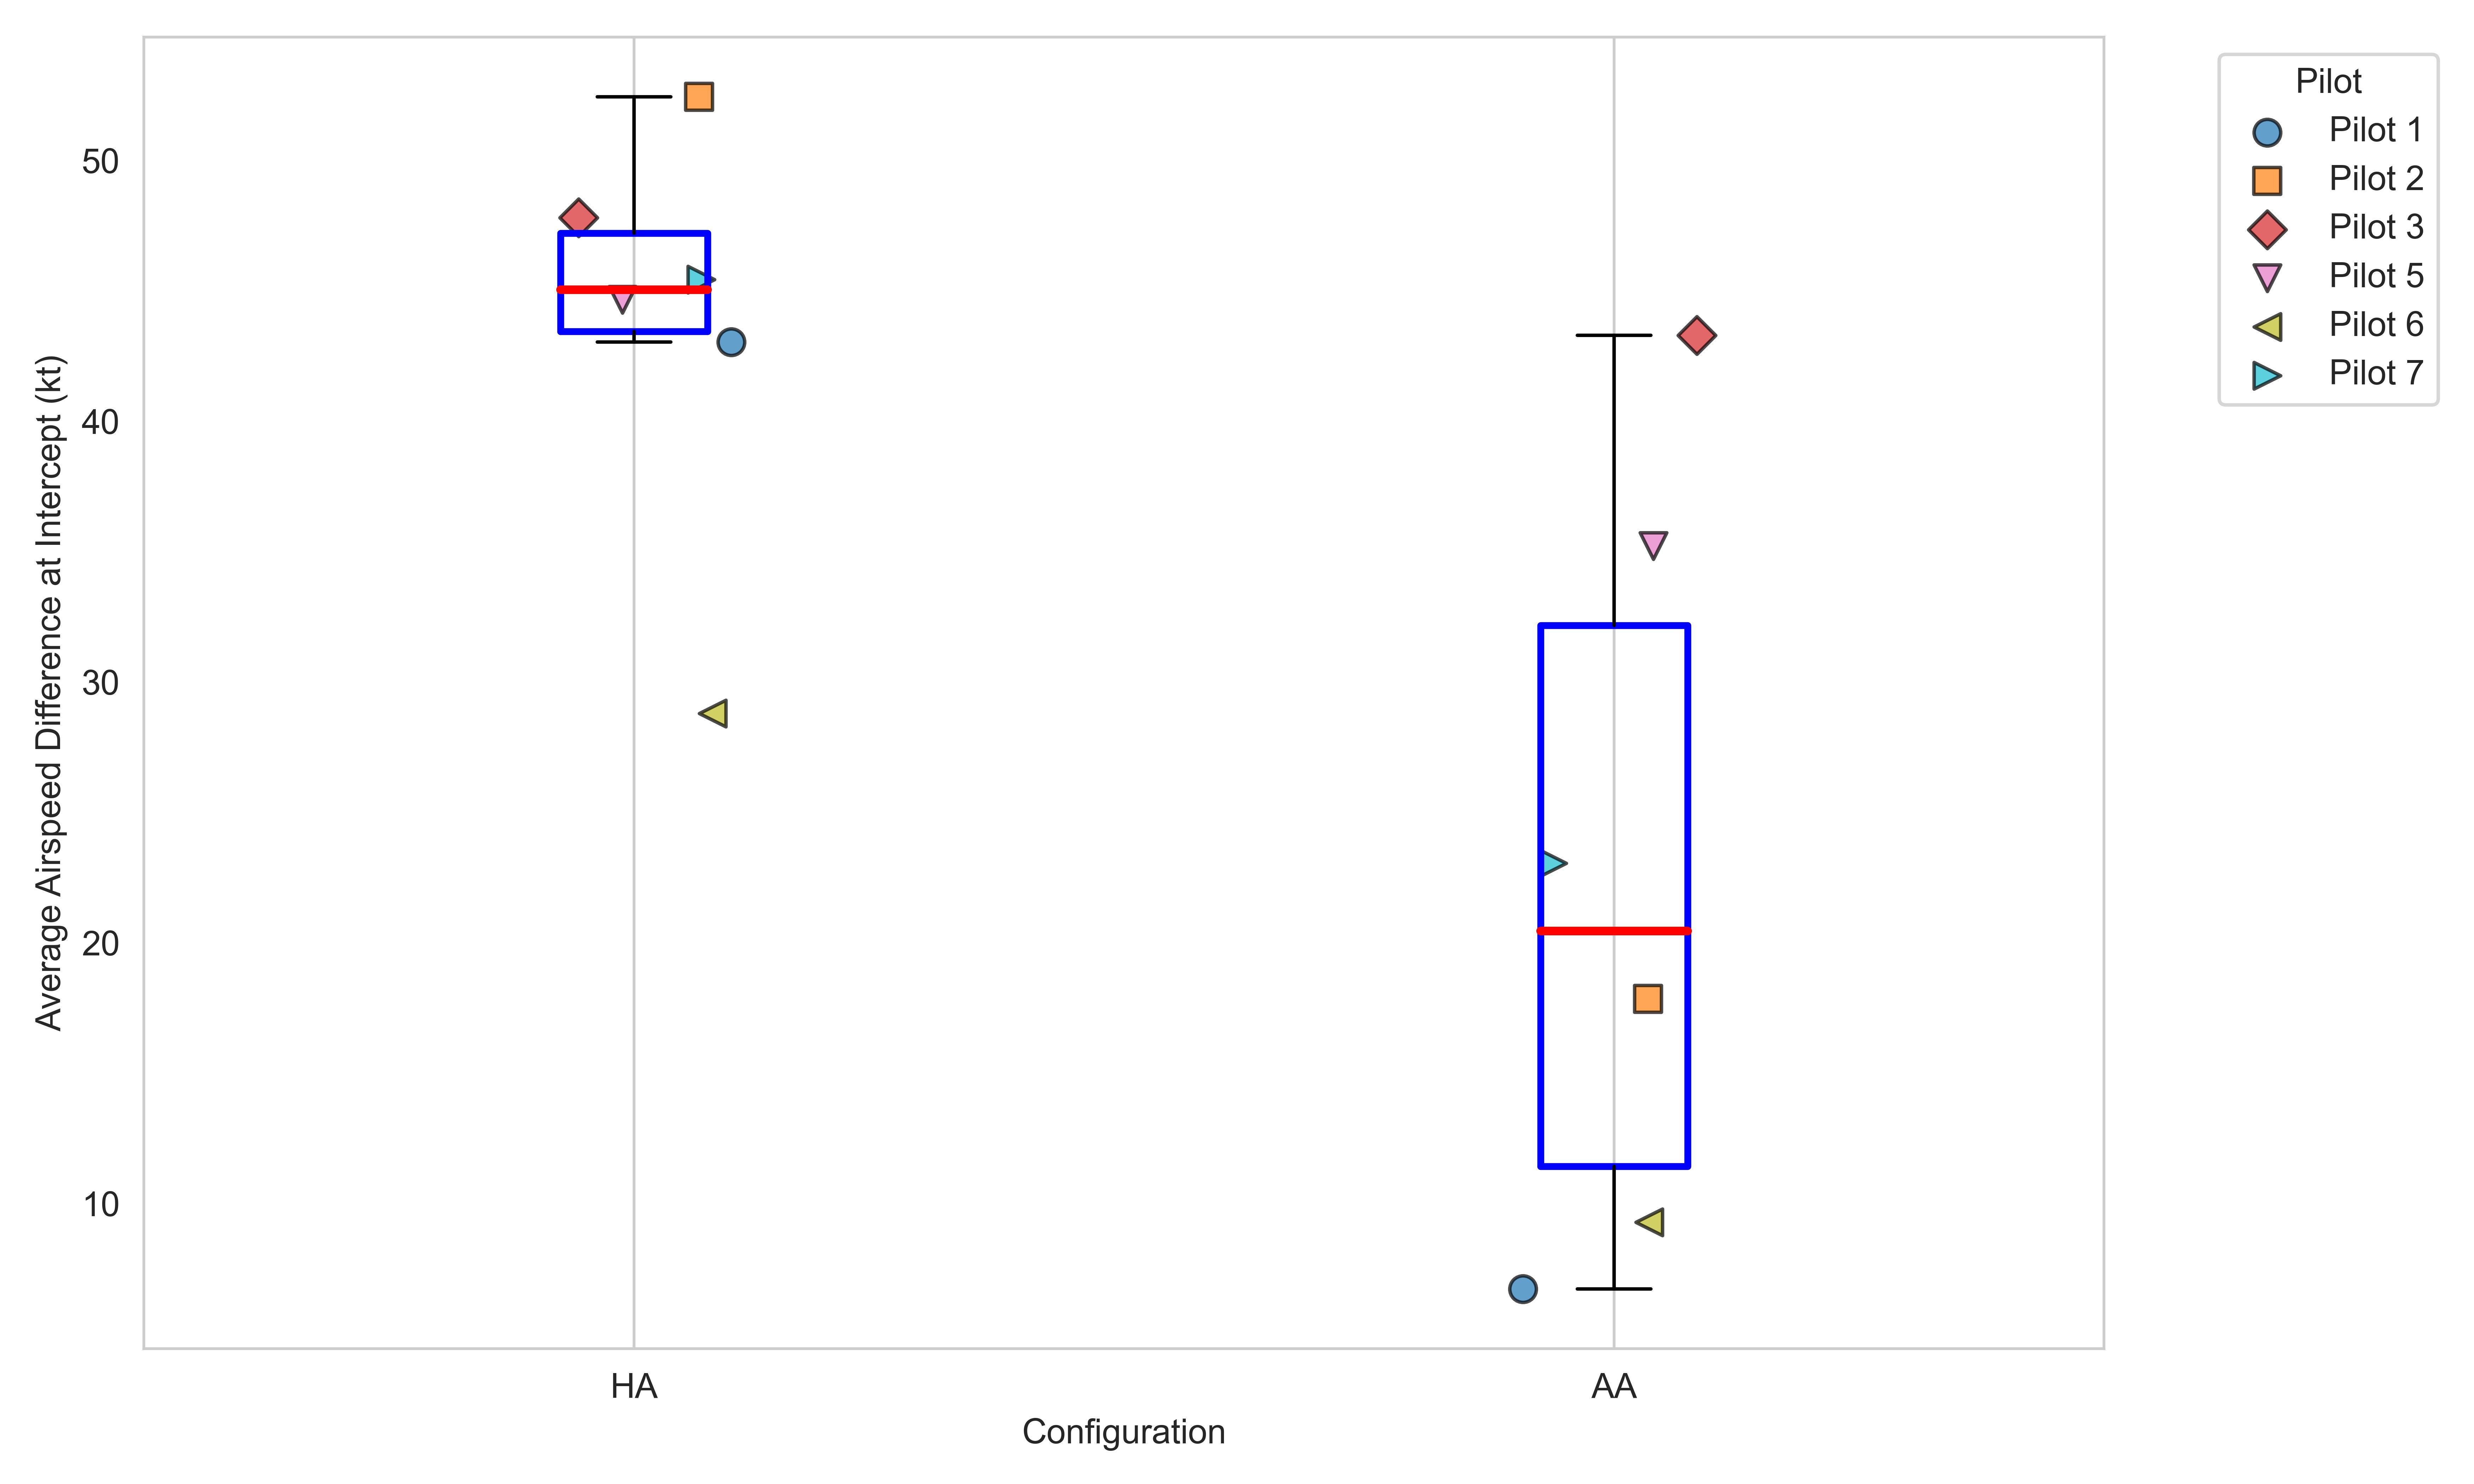 Average Airspeed Difference at Intercept (kt)
50
40
30
20
10
HA
AA
Configuration
Pilot
Pilot 1
Pilot 2
Pilot 3
Pilot 5
Pilot 6
Pilot 7